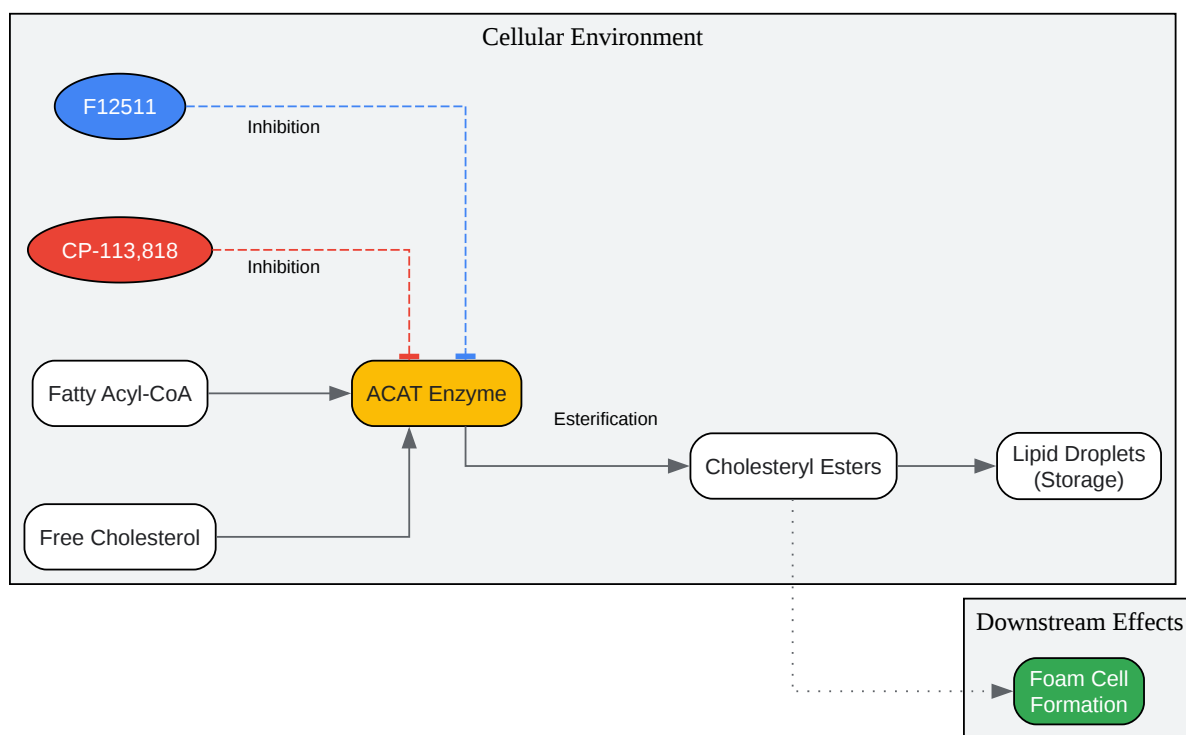 Cellular Environment
F12511
Inhibition
CP-113,818
Inhibition
Fatty Acyl-CoA
ACAT Enzyme
Esterification
Cholesteryl Esters
Lipid Droplets
(Storage)
Free Cholesterol
Downstream Effects
Foam Cell
Formation